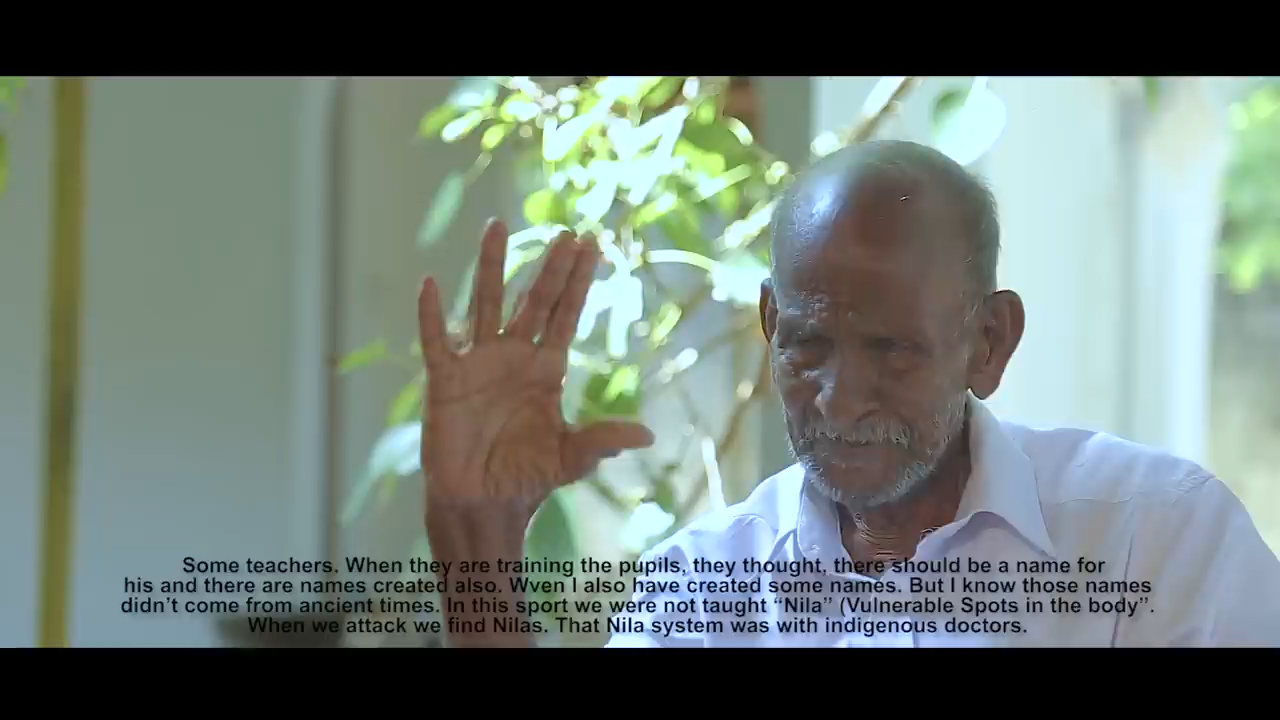 Some teachers. When they are training the pupils, they thought, there should be a name for
his and there are names created also. Wven I also have created some names. But I know those names
didn't come from ancient times. In this sport we were not taught “Nila” (Vulnerable Spots in the body”.
When we attack we find Nilas. That Nila system was with indigenous doctors.